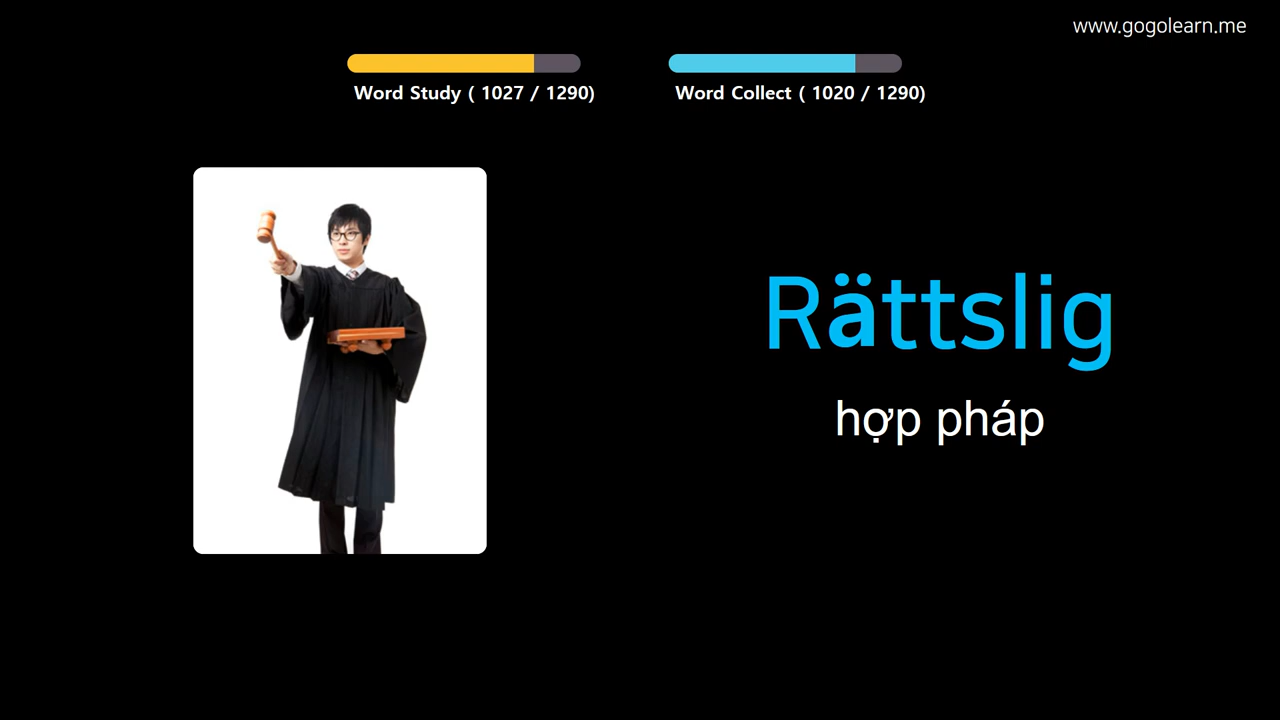 www.gogolearn.me
Word Study ( 1027 / 1290)
Word Collect ( 1020 / 1290)
Rättslig
hợp pháp